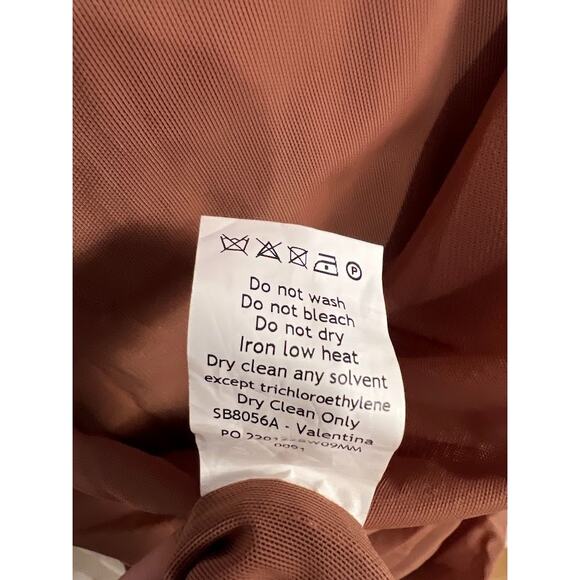 P
Do not wash
Do not bleach
Do not dry
Iron low heat
Dry clean any solvent
except trichloroethylene
Dry Clean Only
SB8056A - Valentina
PO